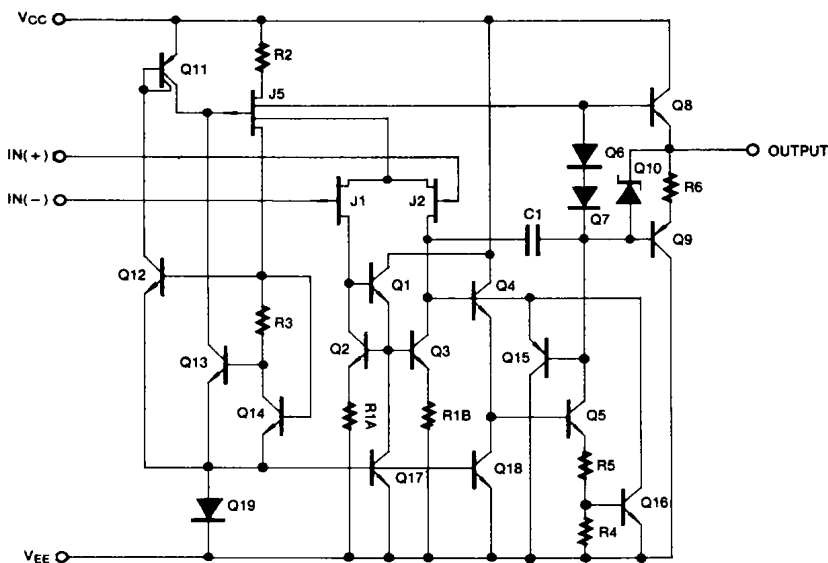 VCC
R2
Q11
J5
Q8
Q6
IN(+)
OUTPUT
Q10
R6
IN(−)
J1
J2
Q7
C1
Q9
Q12
Q1
Q4
R3
Q13
Q2
Q3
Q15
Q14
R1A
R1B
Q5
R5
Q17
Q18
Q19
Q16
R4
VEE